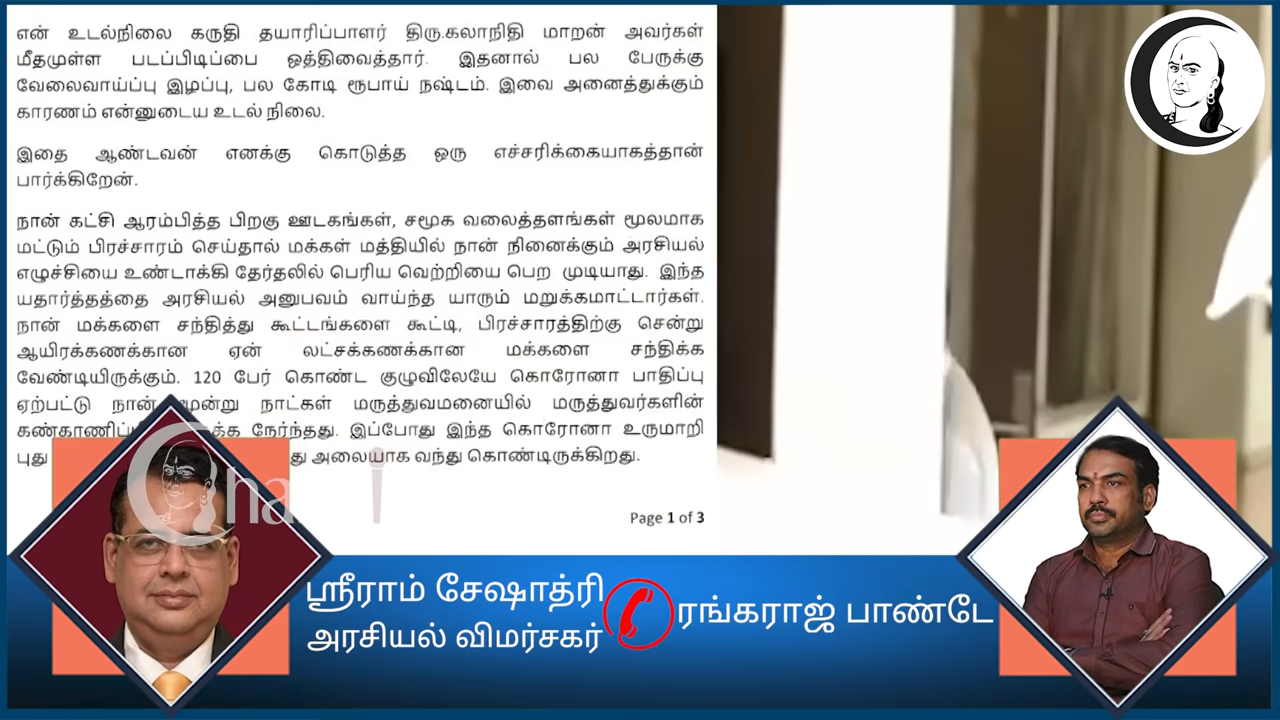 என் உடல்நிலை கருதி தயாரிப்பாளர் திரு.கலாநிதி மாறன் அவர்கள்
மீதமுள்ள படப்பிடிப்பை ஒத்திவைத்தார். இதனால் பல பேருக்கு
வேலைவாய்ப்பு இழப்பு, பல கோடி ரூபாய் நஷ்டம். இவை அனைத்துக்கும்
காரணம் என்னுடைய உடல் நிலை.
இதை ஆண்டவன் எனக்கு கொடுத்த ஒரு எச்சரிக்கையாகத்தான்
பார்க்கிறேன்.
நான் கட்சி ஆரம்பித்த பிறகு ஊடகங்கள், சமூக வலைத்தளங்கள் மூலமாக
மட்டும் பிரச்சாரம் செய்தால் மக்கள் மத்தியில் நான் நினைக்கும் அரசியல்
எழுச்சியை உண்டாக்கி தேர்தலில் பெரிய வெற்றியை பெற முடியாது. இந்த
யதார்த்தத்தை அரசியல் அனுபவம் வாய்ந்த யாரும் மறுக்கமாட்டார்கள்.
நான் மக்களை சந்தித்து கூட்டங்களை கூட்டி, பிரச்சாரத்திற்கு சென்று
ஆயிரக்கணக்கான ஏன் லட்சக்கணக்கான மக்களை சந்திக்க
வேண்டியிருக்கும். 120 பேர் கொண்ட குழுவிலேயே கொரோனா பாதிப்பு
ஏற்பட்டு நான் மூன்று நாட்கள் மருத்துவமனையில் மருத்துவர்களின்
நேர்ந்தது. இப்போது இந்த கொரோனா உருமாறி
புது அலையாக வந்து கொண்டிருக்கிறது.
Page 1 of 3
ஸ்ரீராம் சேஷாத்ரி
அரசியல் விமர்சகர்
ரங்கராஜ் பாண்டே